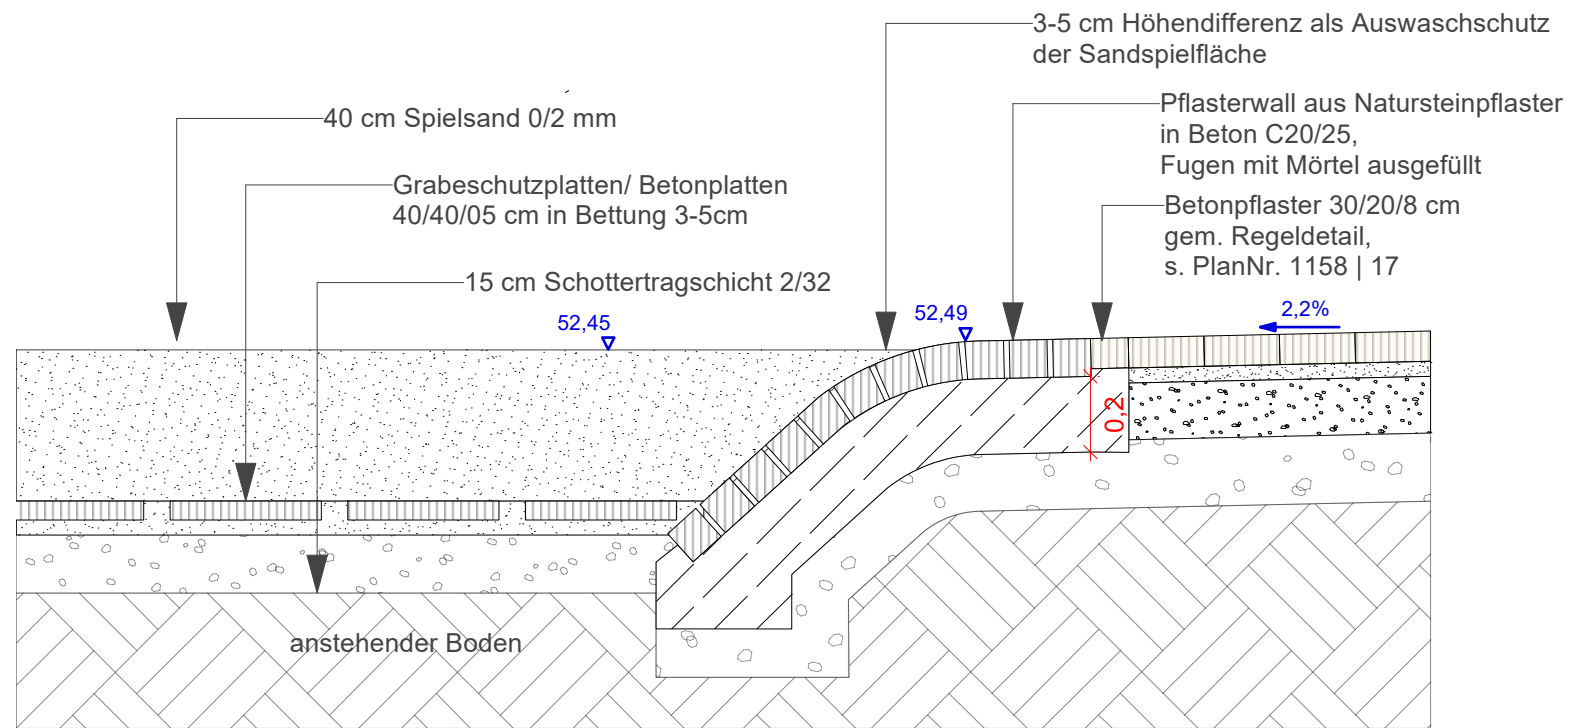 3-5 cm Höhendifferenz als Auswaschschutz
der Sandspielfläche
Pflasterwall aus Natursteinpflaster
in Beton C20/25,
Fugen mit Mörtel ausgefüllt
40 cm Spielsand 0/2 mm
Grabeschutzplatten/ Betonplatten
40/40/05 cm in Bettung 3-5cm
Betonpflaster 30/20/8 cm
gem. Regeldetail,
s. PlanNr. 1158 | 17
15 cm Schottertragschicht 2/32
52,45
52,49
2,2%
0,2
anstehender Boden